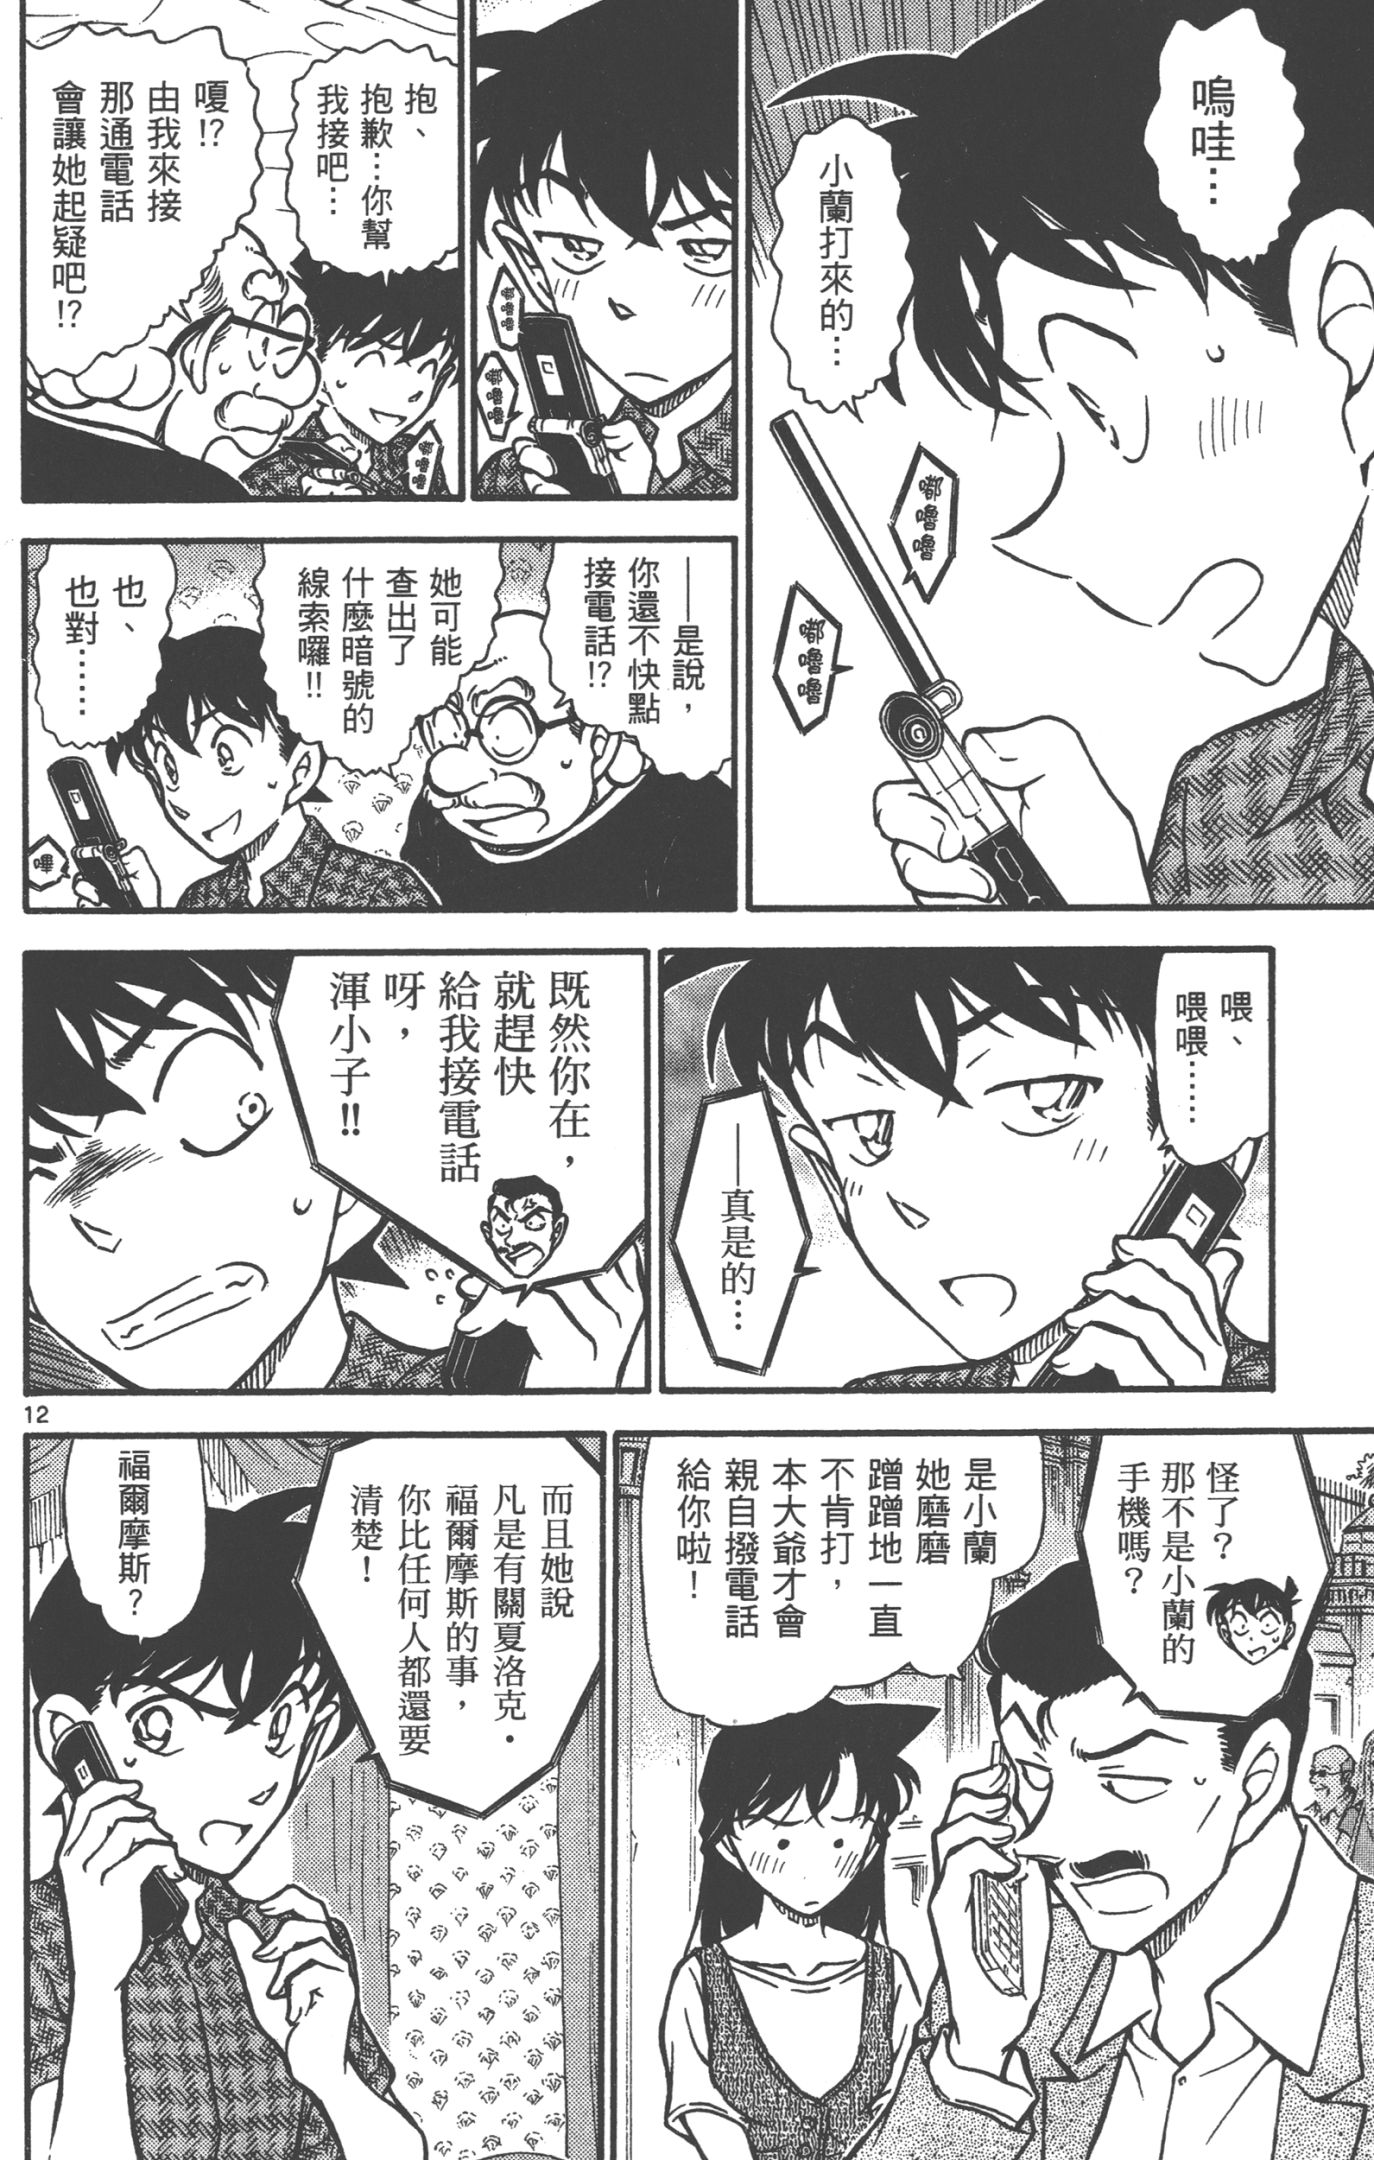 嗚哇…
小蘭打來的…
嘟嚕嚕
嘟嚕嚕
嘟嚕嚕
嘟嚕嚕
抱、
抱歉…你幫
我接吧…
嘟嚕嚕
嗄!?
由我來接
那通電話
會讓她起疑吧!?
——是說，
你還不快點
接電話!?
她可能
查出了
什麼暗號的
線索囉!!
也、
也對……
嗶
喂、
喂喂……
——真是的…
既然你在，
就趕快
給我接電話
呀，
渾小子!!
12
怪了？
那不是小蘭的
手機嗎？
是小蘭
她磨磨
蹭蹭地一直
不肯打，
本大爺才會
親自撥電話
給你啦！
而且她說
凡是有關夏洛克·
福爾摩斯的事，
你比任何人都還要
清楚！
福爾摩斯？